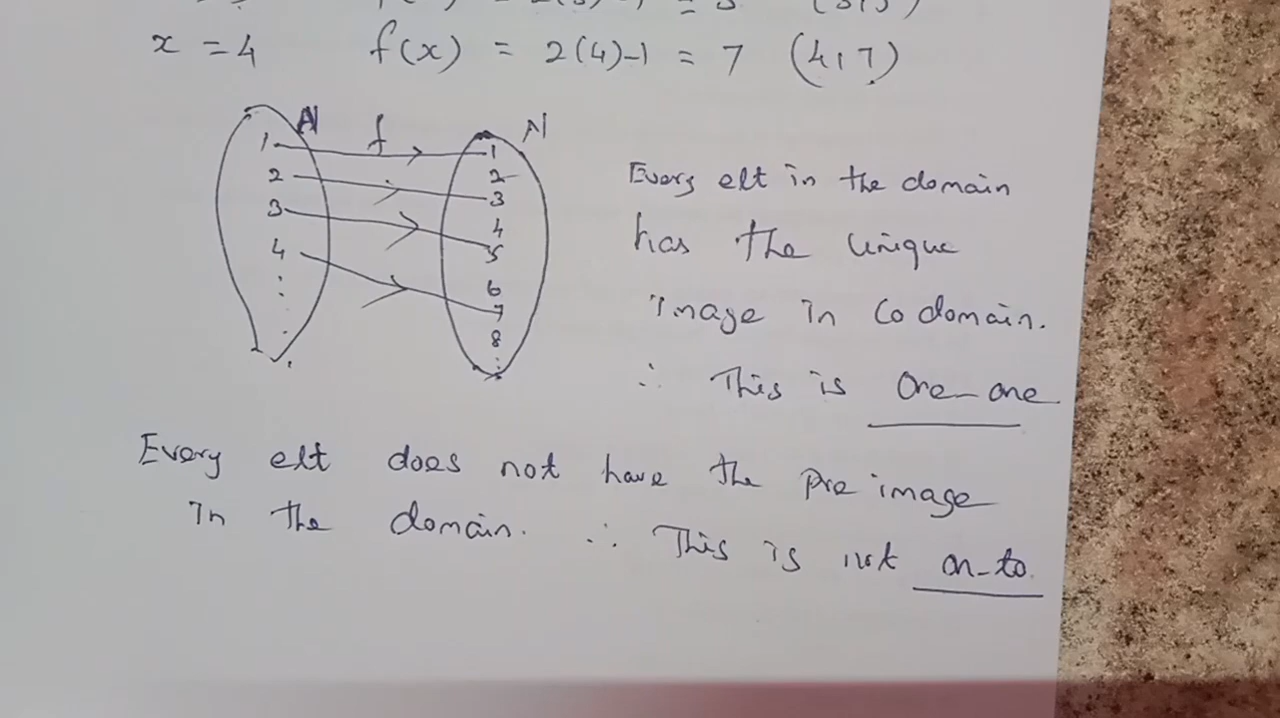 x = 4 f(x) = 2(4)-1 = 7 (4,7)
N f N
1 1
2 2
3 3
4 4
5
6
7
8
Every elt in the domain
has the unique
image in Co domain.
∴ This is One-one
Every elt does not have the Pre image
In the domain. ∴ This is not on-to.